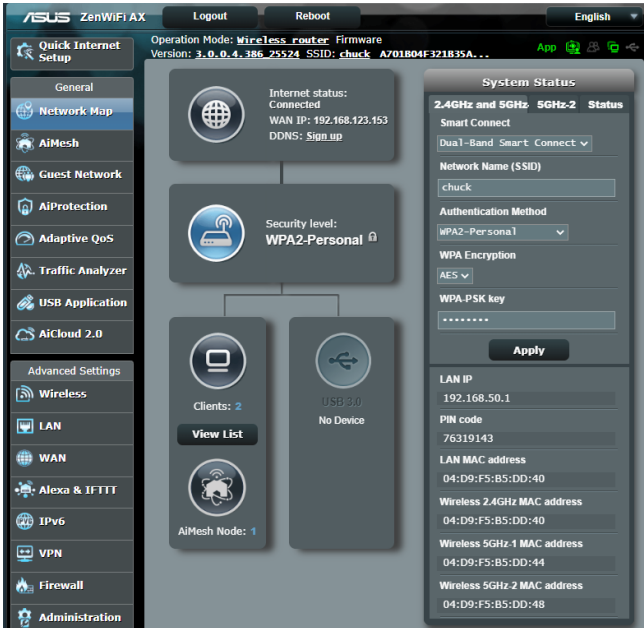 ASUS ZenWiFi AX Logout Reboot English
Quick Internet Setup
Operation Mode: Wireless router Firmware
Version: 3.0.0.4.386_25524 SSID: chuck A701B04F321B35A...
App
General
Network Map
AiMesh
Guest Network
AiProtection
Adaptive QoS
Traffic Analyzer
USB Application
AiCloud 2.0
Advanced Settings
Wireless
LAN
WAN
Alexa & IFTTT
IPv6
VPN
Firewall
Administration
Internet status:
Connected
WAN IP: 192.168.123.153
DDNS: Sign up
Security level:
WPA2-Personal
Clients: 2
View List
AiMesh Node: 1
USB 3.0
No Device
System Status
2.4GHz and 5GHz- 5GHz-2 Status
Smart Connect
Dual-Band Smart Connect
Network Name (SSID)
chuck
Authentication Method
WPA2-Personal
WPA Encryption
AES
WPA-PSK key
········
Apply
LAN IP
192.168.50.1
PIN code
76319143
LAN MAC address
04:D9:F5:B5:DD:40
Wireless 2.4GHz MAC address
04:D9:F5:B5:DD:40
Wireless 5GHz-1 MAC address
04:D9:F5:B5:DD:44
Wireless 5GHz-2 MAC address
04:D9:F5:B5:DD:48